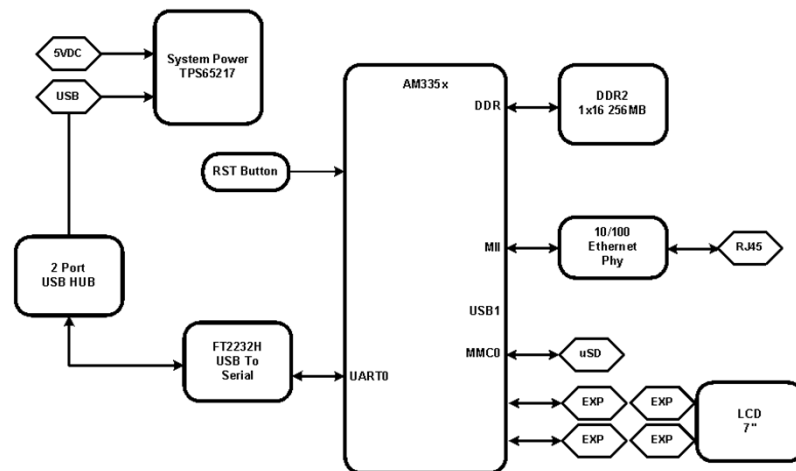 5VDC
USB
System Power
TPS65217
AM335x
DDR
DDR2
1x16 256MB
RST Button
2 Port
USB HUB
MII
10/100
Ethernet
Phy
RJ45
USB1
FT2232H
USB To
Serial
UART0
MMC0
uSD
EXP
EXP
EXP
EXP
LCD
7"